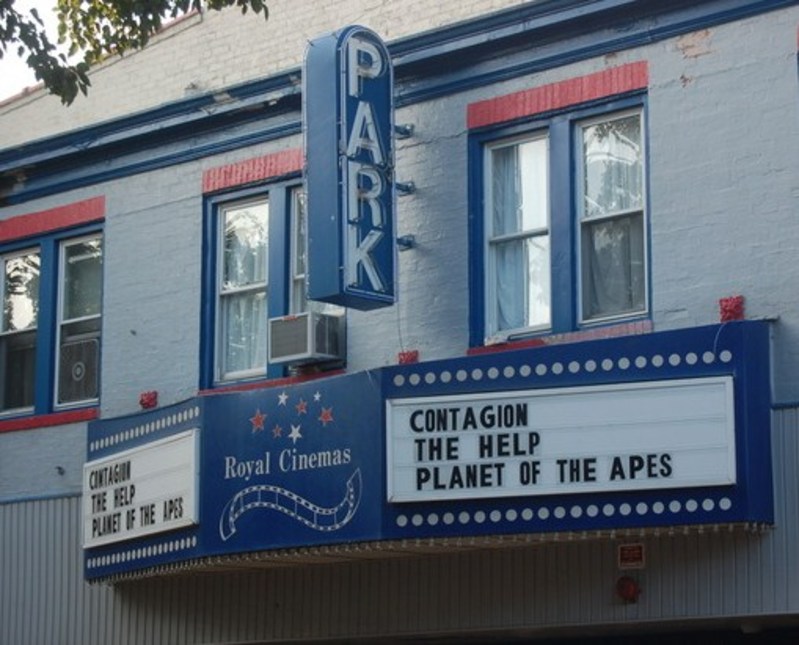 PARK
CONTAGION
THE HELP
PLANET OF THE APES
Royal Cinemas
CONTAGION
THE HELP
PLANET OF THE APES